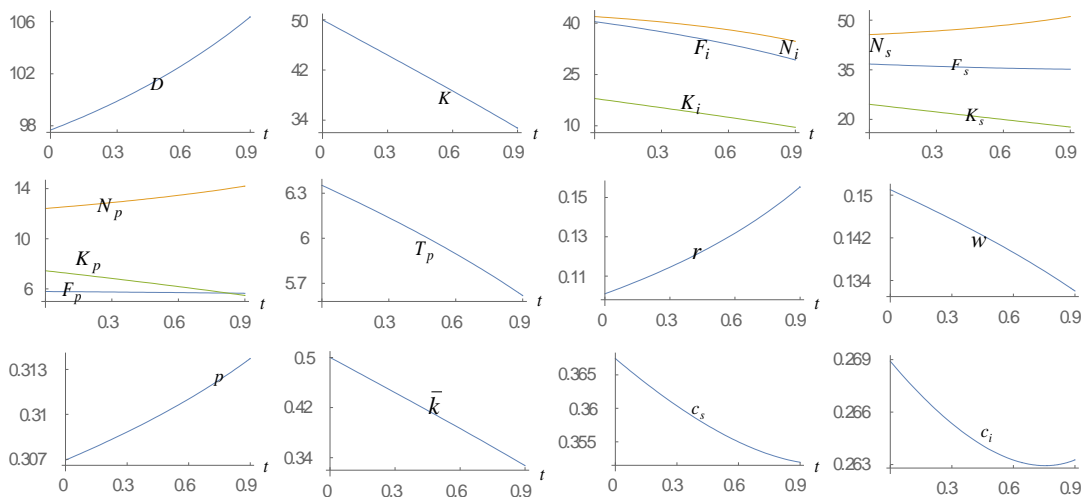 106
102
98
D
0
0.3
0.6
0.9
t
50
42
34
K
0
0.3
0.6
0.9
t
40
25
10
F_i
N_i
K_i
0
0.3
0.6
0.9
t
50
35
20
N_s
F_s
K_s
0
0.3
0.6
0.9
t
14
10
6
N_p
K_p
F_p
0.3
0.6
0.9
t
6.3
6
5.7
T_p
0.3
0.6
0.9
t
0.15
0.13
0.11
r
0
0.3
0.6
0.9
t
0.15
0.142
0.134
w
0
0.3
0.6
0.9
t
0.313
0.31
0.307
p
0
0.3
0.6
0.9
t
0.5
0.42
0.34
k̄
0
0.3
0.6
0.9
t
0.365
0.36
0.355
c_s
0
0.3
0.6
0.9
t
0.269
0.266
0.263
c_i
0
0.3
0.6
0.9
t